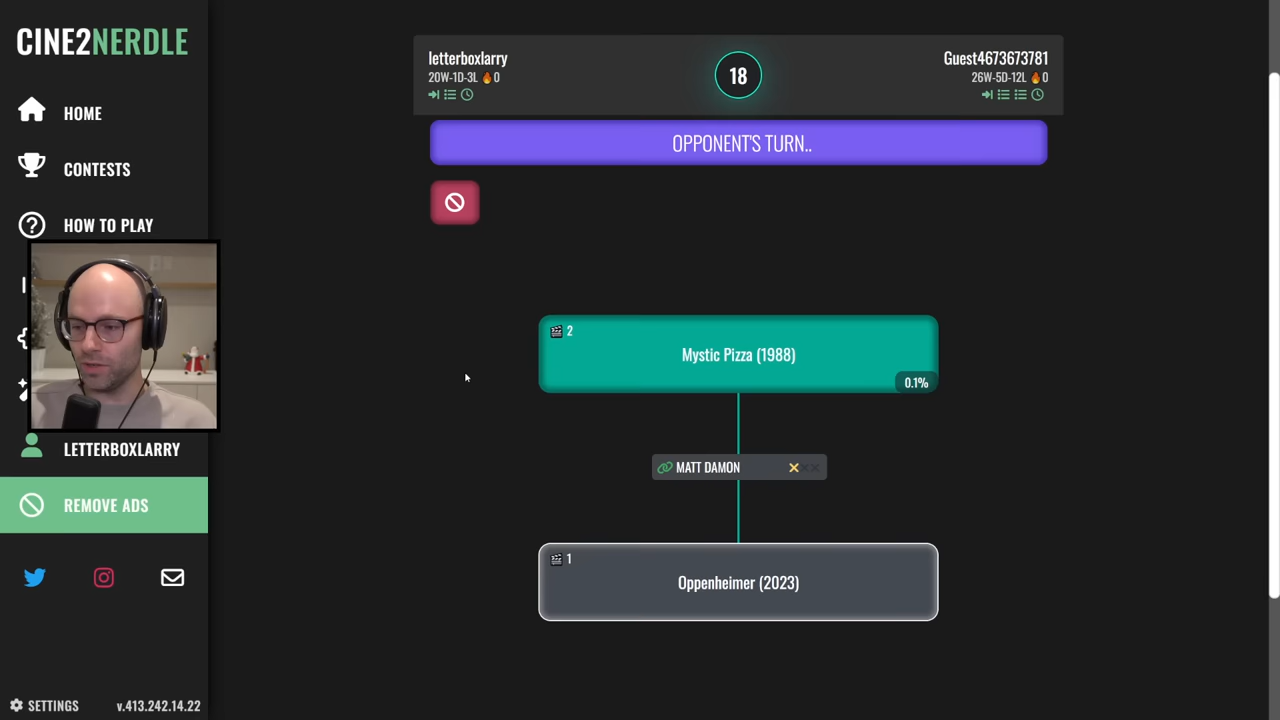 CINE2NERDLE
HOME
CONTESTS
HOW TO PLAY
LETTERBOXLARRY
REMOVE ADS
SETTINGS
v.413.242.14.22
letterboxlarry
20W-1D-3L 🔥0
18
Guest4673673781
26W-5D-12L 🔥0
OPPONENT'S TURN..
2
Mystic Pizza (1988)
0.1%
MATT DAMON
1
Oppenheimer (2023)